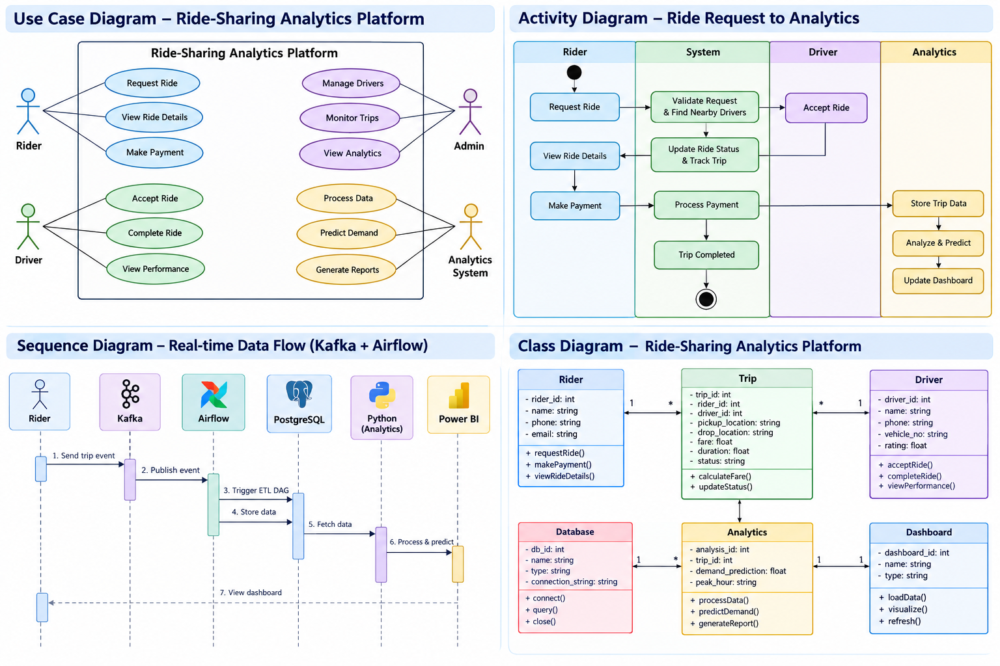 Use Case Diagram – Ride-Sharing Analytics Platform
Ride-Sharing Analytics Platform
Request Ride
View Ride Details
Make Payment
Accept Ride
Complete Ride
View Performance
Manage Drivers
Monitor Trips
View Analytics
Process Data
Predict Demand
Generate Reports
Rider
Driver
Admin
Analytics
System
Activity Diagram – Ride Request to Analytics
Rider
System
Driver
Analytics
Request Ride
Validate Request
& Find Nearby Drivers
Accept Ride
View Ride Details
Update Ride Status
& Track Trip
Make Payment
Process Payment
Store Trip Data
Trip Completed
Analyze & Predict
Update Dashboard
Sequence Diagram – Real-time Data Flow (Kafka + Airflow)
Rider
Kafka
Airflow
PostgreSQL
Python
(Analytics)
Power BI
1. Send trip event
2. Publish event
3. Trigger ETL DAG
4. Store data
5. Fetch data
6. Process & predict
7. View dashboard
Class Diagram – Ride-Sharing Analytics Platform
Rider
- rider_id: int
- name: string
- phone: string
- email: string
+ requestRide()
+ makePayment()
+ viewRideDetails()
1
*
Trip
- trip_id: int
- rider_id: int
- driver_id: int
- pickup_location: string
- drop_location: string
- fare: float
- duration: float
- status: string
+ calculateFare()
+ updateStatus()
*
1
Driver
- driver_id: int
- name: string
- phone: string
- vehicle_no: string
- rating: float
+ acceptRide()
+ completeRide()
+ viewPerformance()
Database
- db_id: int
- name: string
- type: string
- connection_string: string
+ connect()
+ query()
+ close()
1
*
Analytics
- analysis_id: int
- trip_id: int
- demand_prediction: float
- peak_hour: string
+ processData()
+ predictDemand()
+ generateReport()
1
1
Dashboard
- dashboard_id: int
- name: string
- type: string
+ loadData()
+ visualize()
+ refresh()